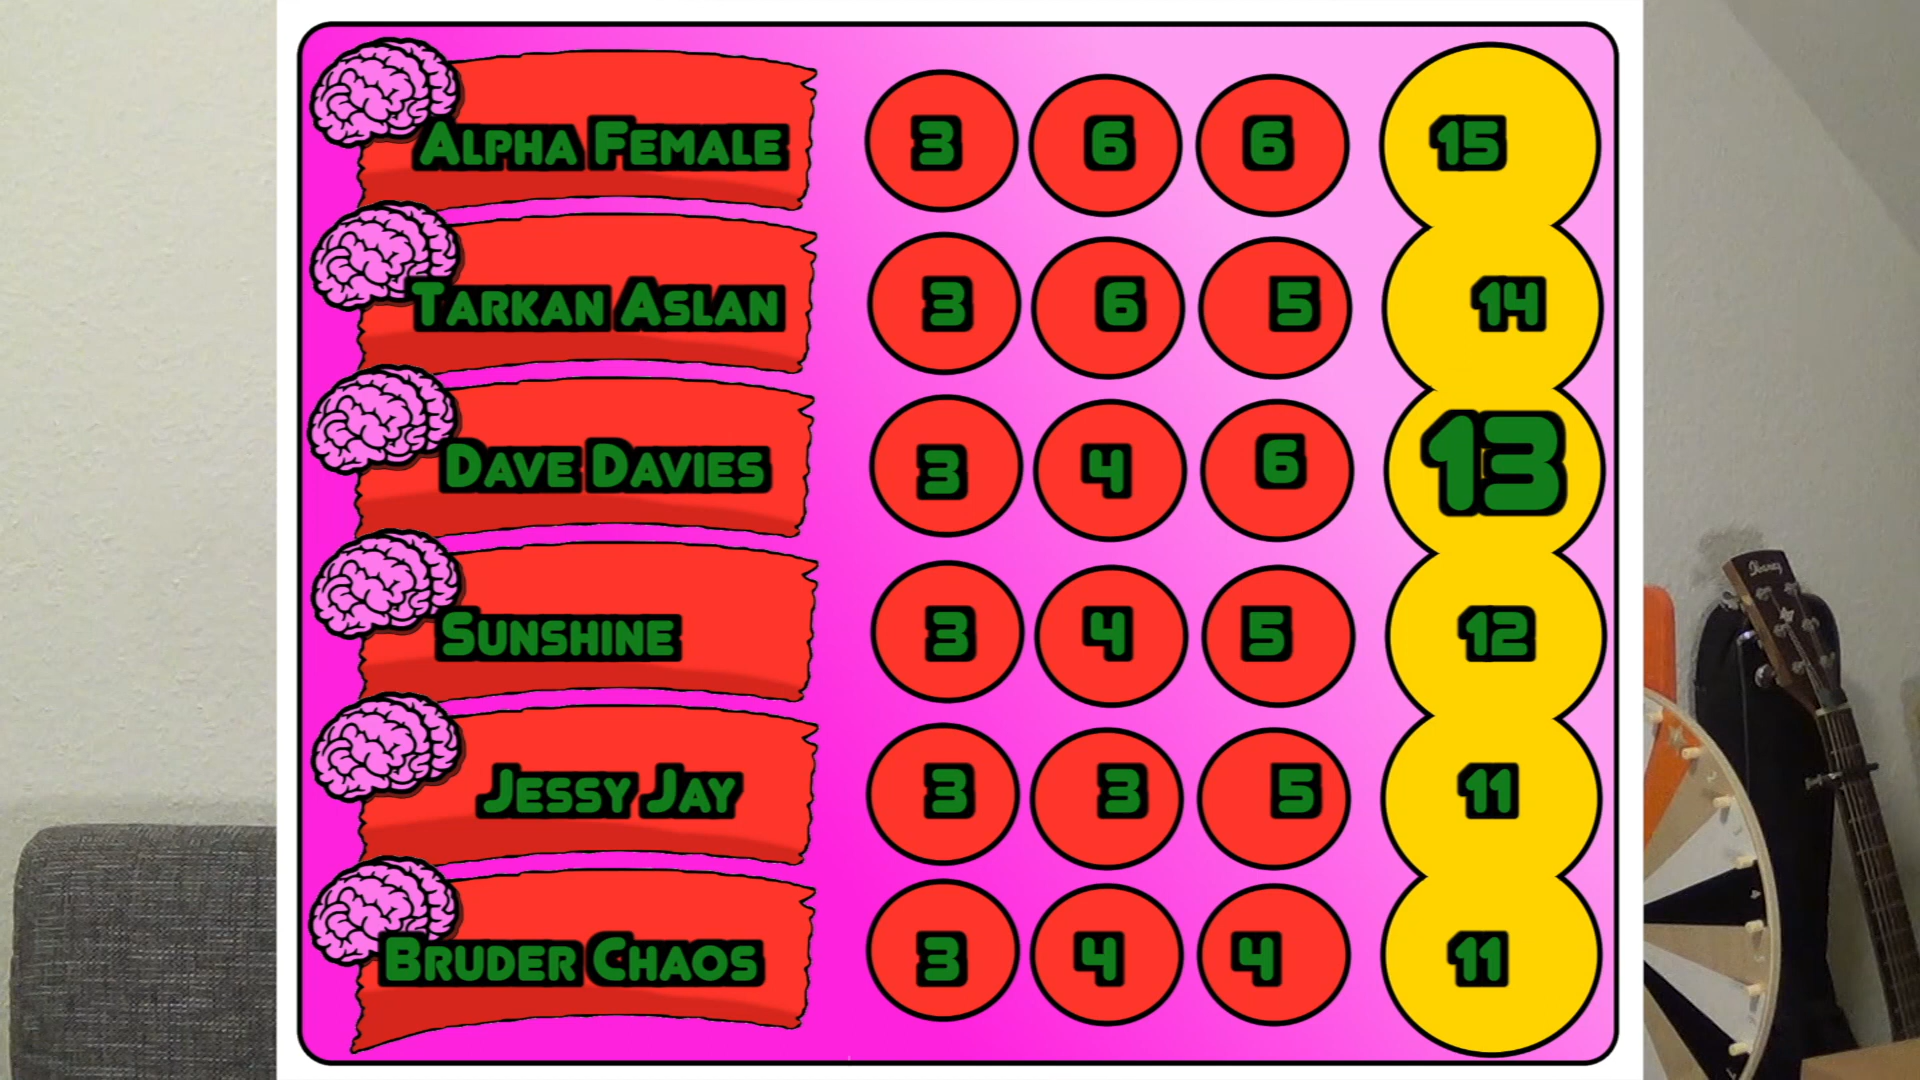 Alpha Female 3 6 6 15
Tarkan Aslan 3 6 5 14
Dave Davies 3 4 6 13
Sunshine 3 4 5 12
Jessy Jay 3 3 5 11
Bruder Chaos 3 4 4 11
Ibanez